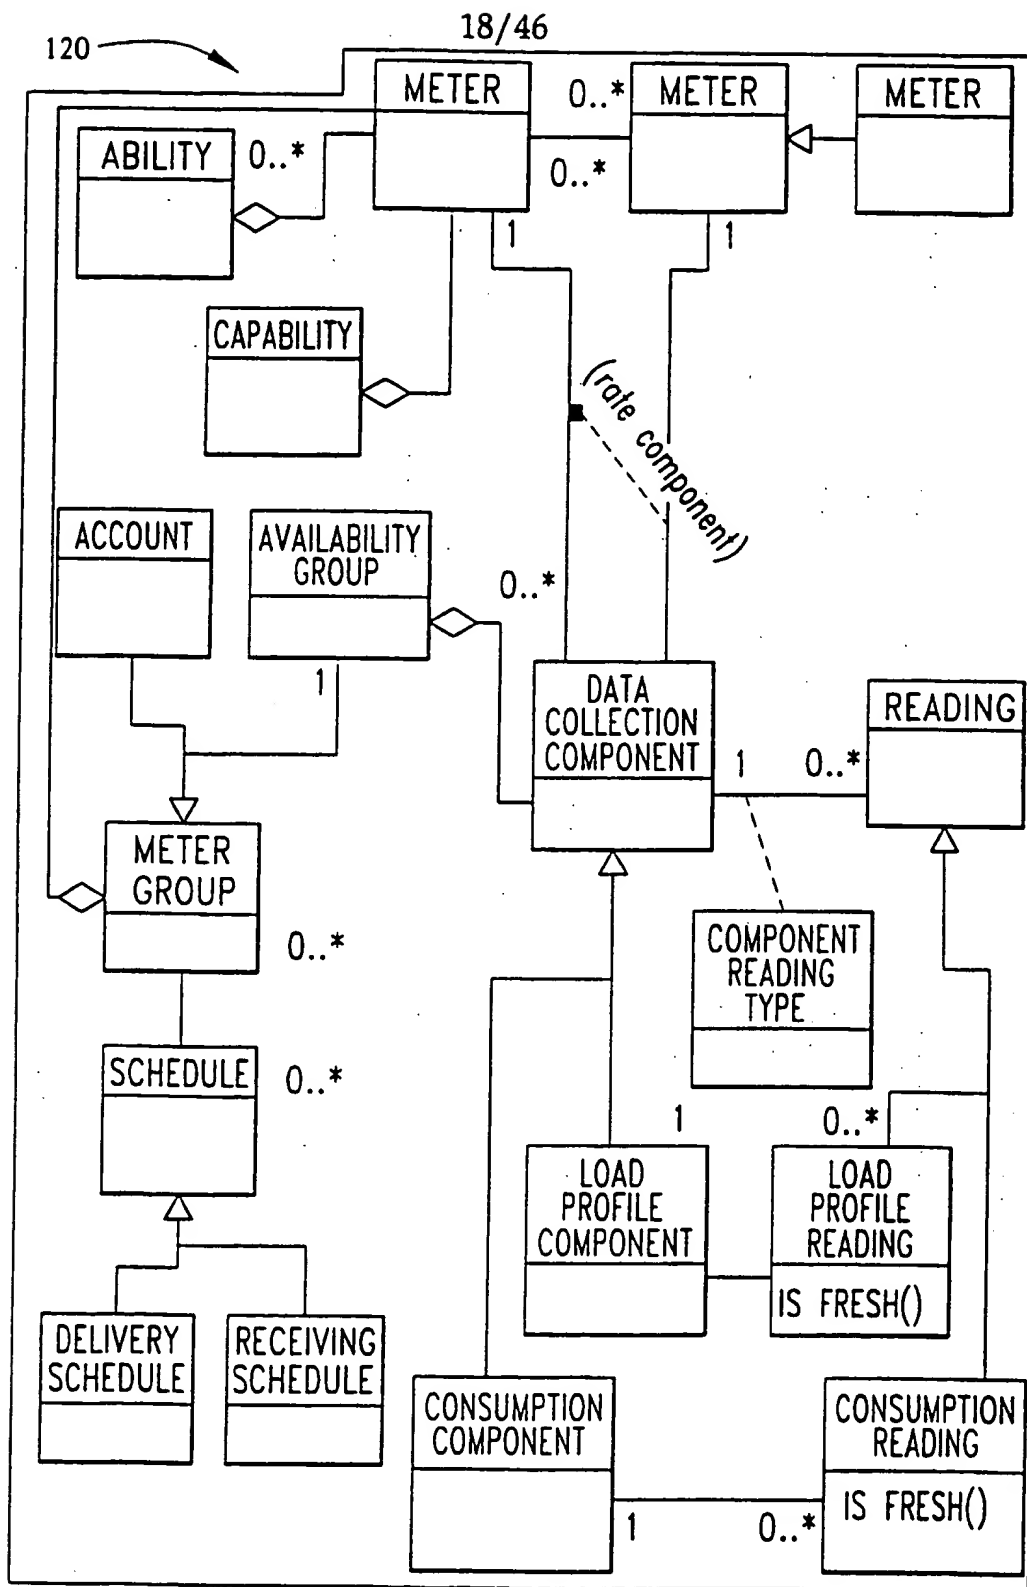 18/46
120
METER
0..*
METER
METER
ABILITY
0..*
0..*
1
1
CAPABILITY
(rate component)
ACCOUNT
AVAILABILITY
GROUP
0..*
1
DATA
COLLECTION
COMPONENT
READING
1
0..*
METER
GROUP
0..*
COMPONENT
READING
TYPE
SCHEDULE
0..*
1
0..*
LOAD
PROFILE
COMPONENT
LOAD
PROFILE
READING
IS FRESH()
DELIVERY
SCHEDULE
RECEIVING
SCHEDULE
CONSUMPTION
COMPONENT
CONSUMPTION
READING
IS FRESH()
1
0..*